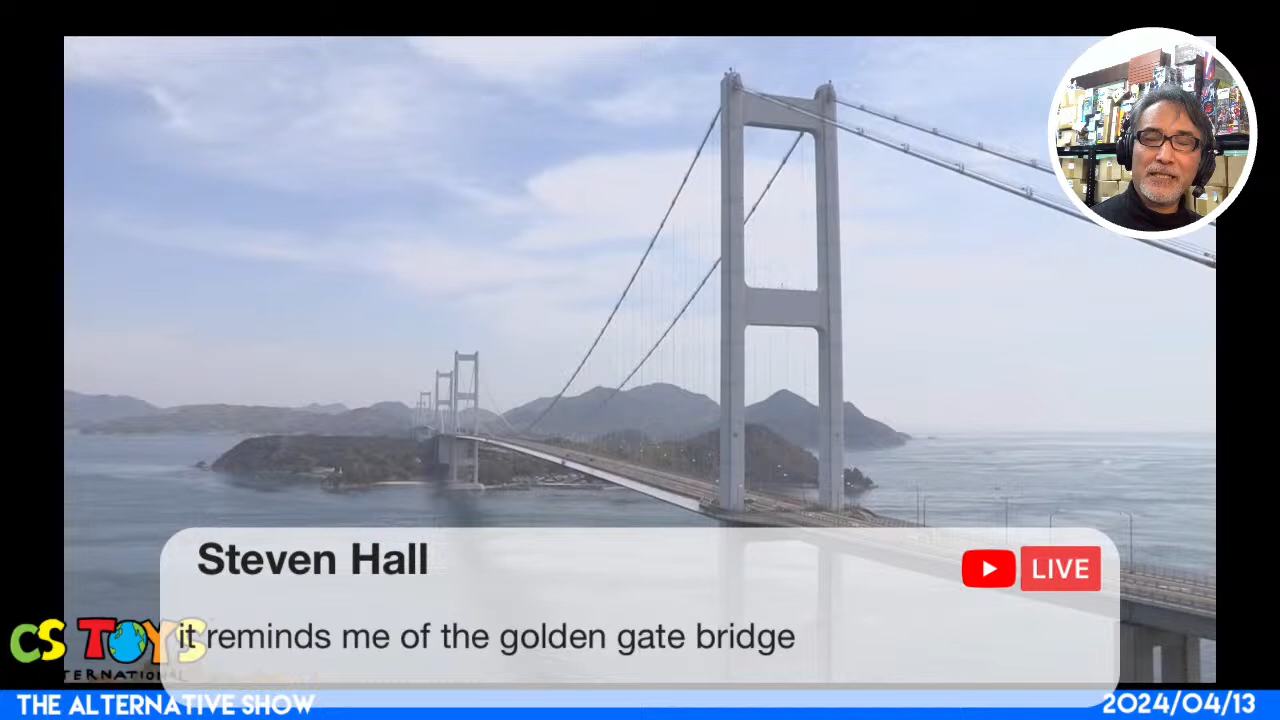 Steven Hall
LIVE
it reminds me of the golden gate bridge
CS TOYS
TERNATIONAL
THE ALTERNATIVE SHOW
2024/04/13